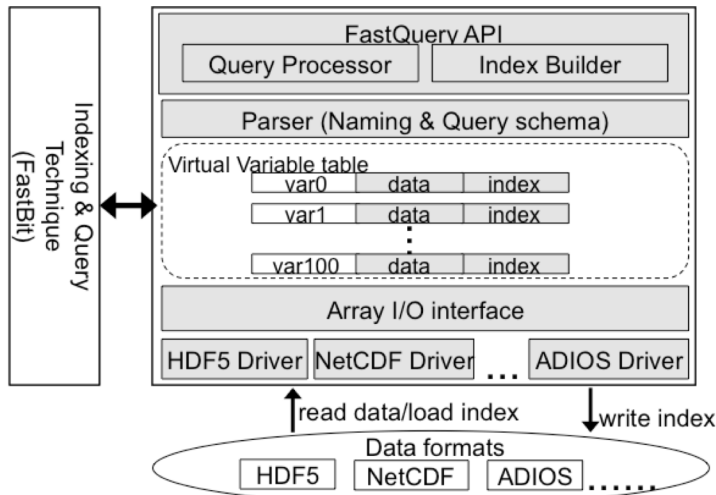 FastQuery API
Query Processor
Index Builder
Indexing & Query
Technique
(FastBit)
Parser (Naming & Query schema)
Virtual Variable table
var0 data index
var1 data index
⋮
var100 data index
Array I/O interface
HDF5 Driver NetCDF Driver ... ADIOS Driver
read data/load index
write index
Data formats
HDF5 NetCDF ADIOS ......